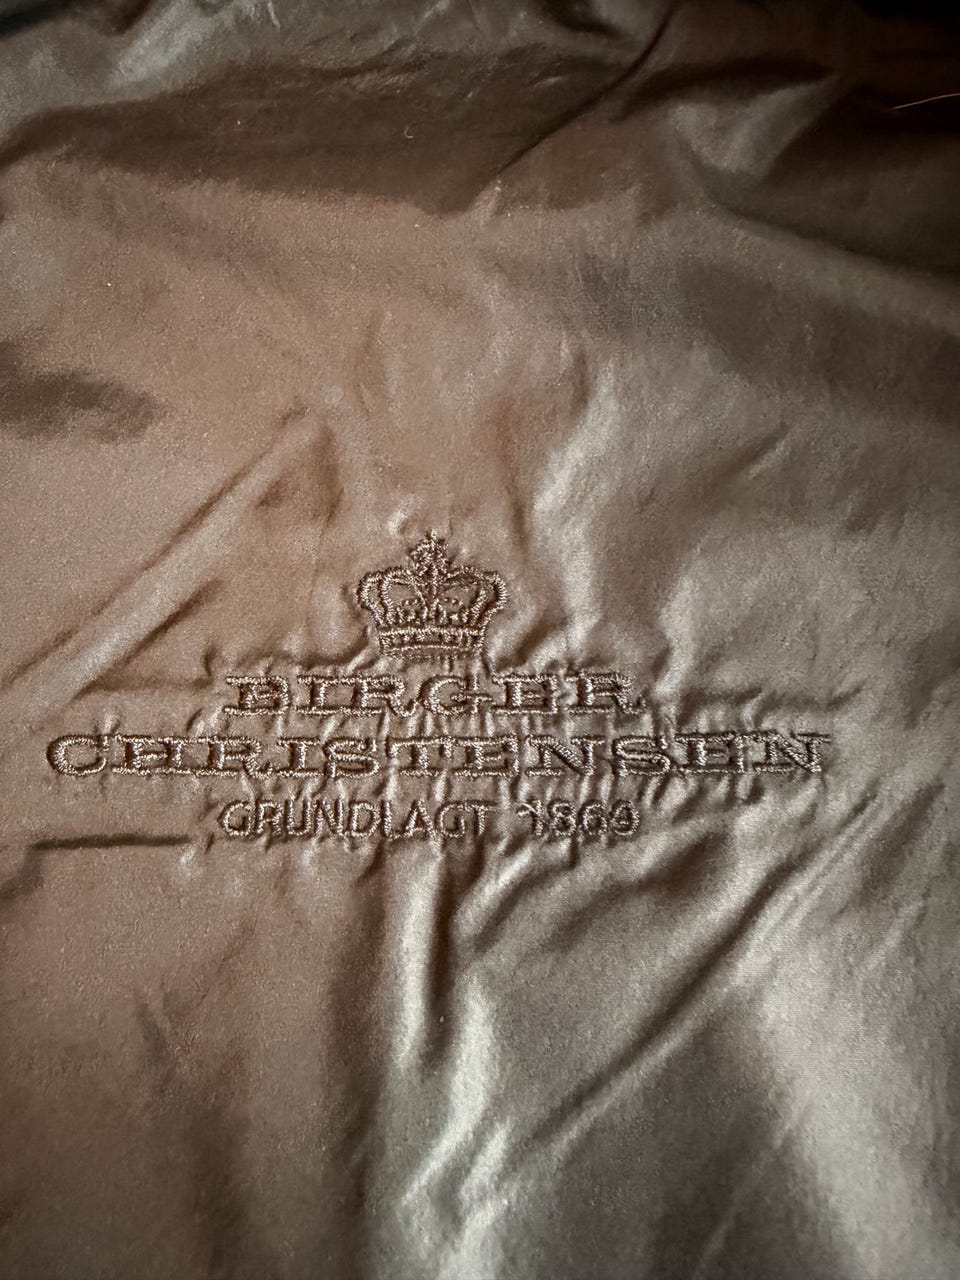 BIRGER
CHRISTENSEN
GRUNDLAGT 1869